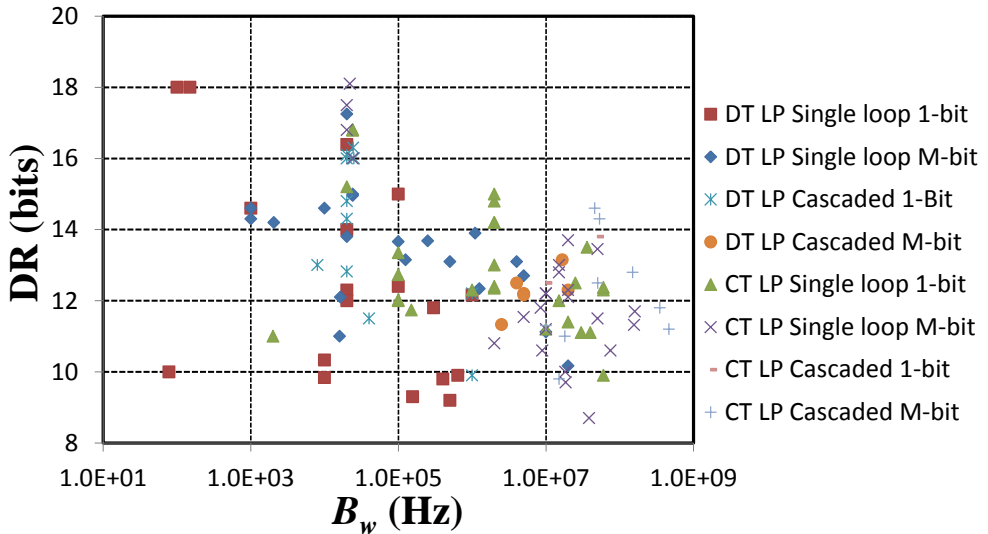 20
18
16
14
12
10
8
DR (bits)
1.0E+01 1.0E+03 1.0E+05 1.0E+07 1.0E+09
B_w (Hz)
DT LP Single loop 1-bit
DT LP Single loop M-bit
DT LP Cascaded 1-Bit
DT LP Cascaded M-bit
CT LP Single loop 1-bit
CT LP Single loop M-bit
CT LP Cascaded 1-bit
CT LP Cascaded M-bit